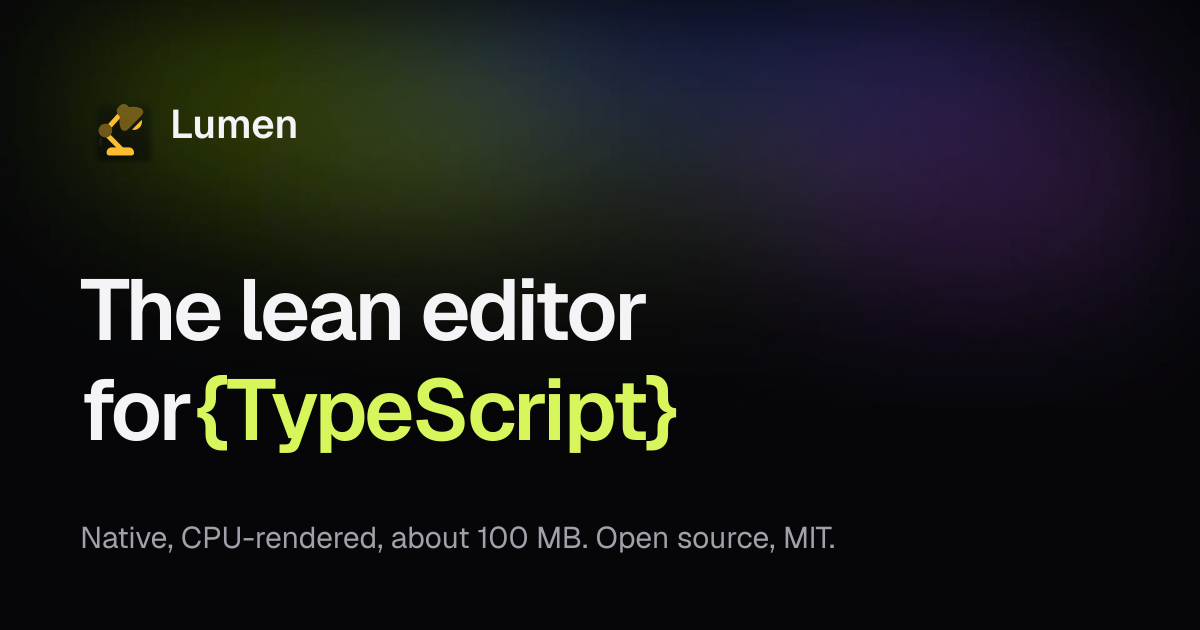 Lumen
The lean editor
for {TypeScript}
Native, CPU-rendered, about 100 MB. Open source, MIT.